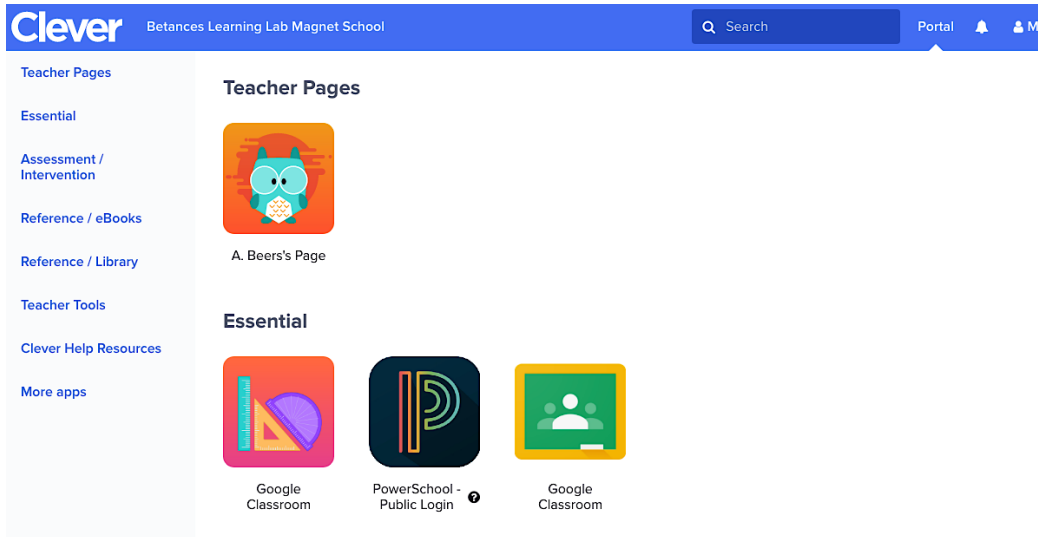 Clever
Betances Learning Lab Magnet School
Search
Portal
M
Teacher Pages
Essential
Assessment /
Intervention
Reference / eBooks
Reference / Library
Teacher Tools
Clever Help Resources
More apps
Teacher Pages
A. Beers's Page
Essential
Google
Classroom
PowerSchool -
Public Login ?
Google
Classroom